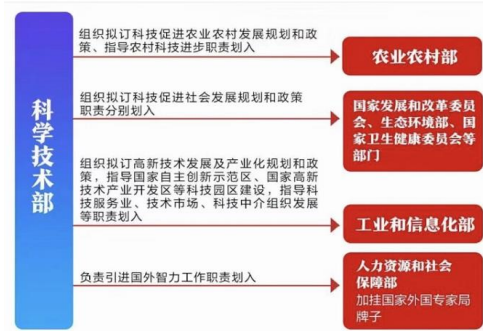 科学技术部
组织拟订科技促进农业农村发展规划和政
策、指导农村科技进步职责划入
农业农村部
组织拟订科技促进社会发展规划和政策
职责分别划入
国家发展和改革委员
会、生态环境部、国
家卫生健康委员会等
部门
组织拟订高新技术发展及产业化规划和政
策，指导国家自主创新示范区、国家高新
技术产业开发区等科技园区建设，指导科
技服务业、技术市场、科技中介组织发展
等职责划入
工业和信息化部
负责引进国外智力工作职责划入
人力资源和社会
保障部
加挂国家外国专家局
牌子